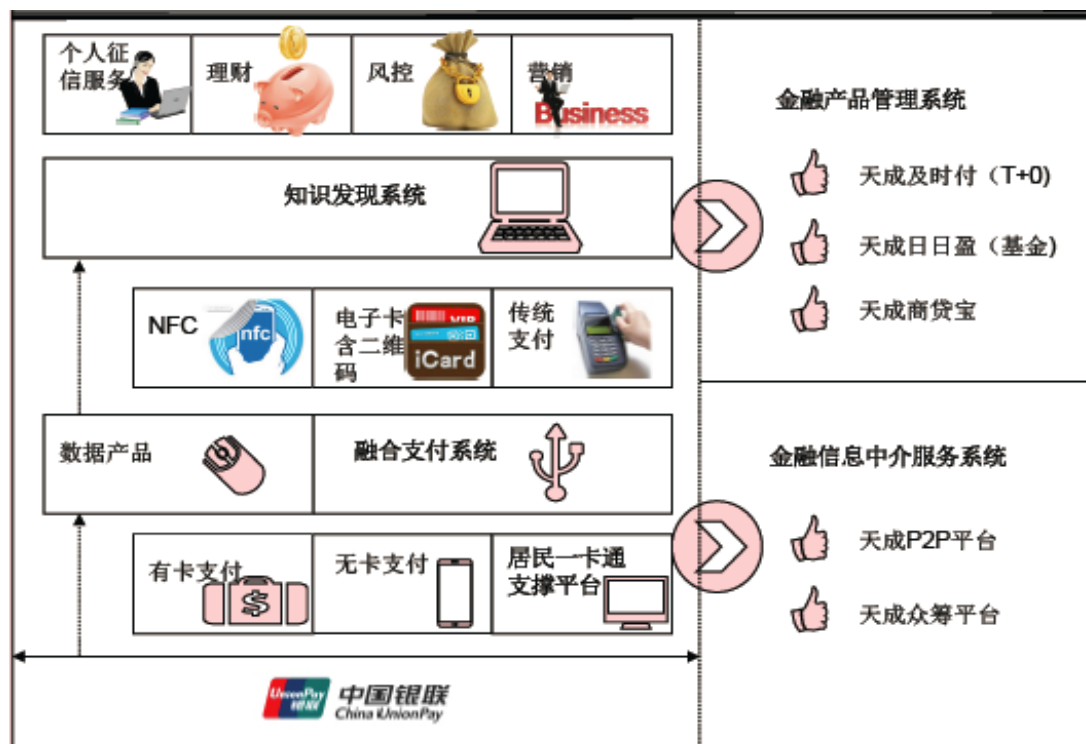 个人征
信服务
理财
风控
营销
Business
知识发现系统
NFC
nfc
电子卡
含二维
码
VIP
iCard
传统
支付
数据产品
融合支付系统
有卡支付
无卡支付
居民一卡通
支撑平台
UnionPay
银联
中国银联
China UnionPay
金融产品管理系统
天成及时付（T+0)
天成日日盈（基金)
天成商贷宝
金融信息中介服务系统
天成P2P平台
天成众筹平台